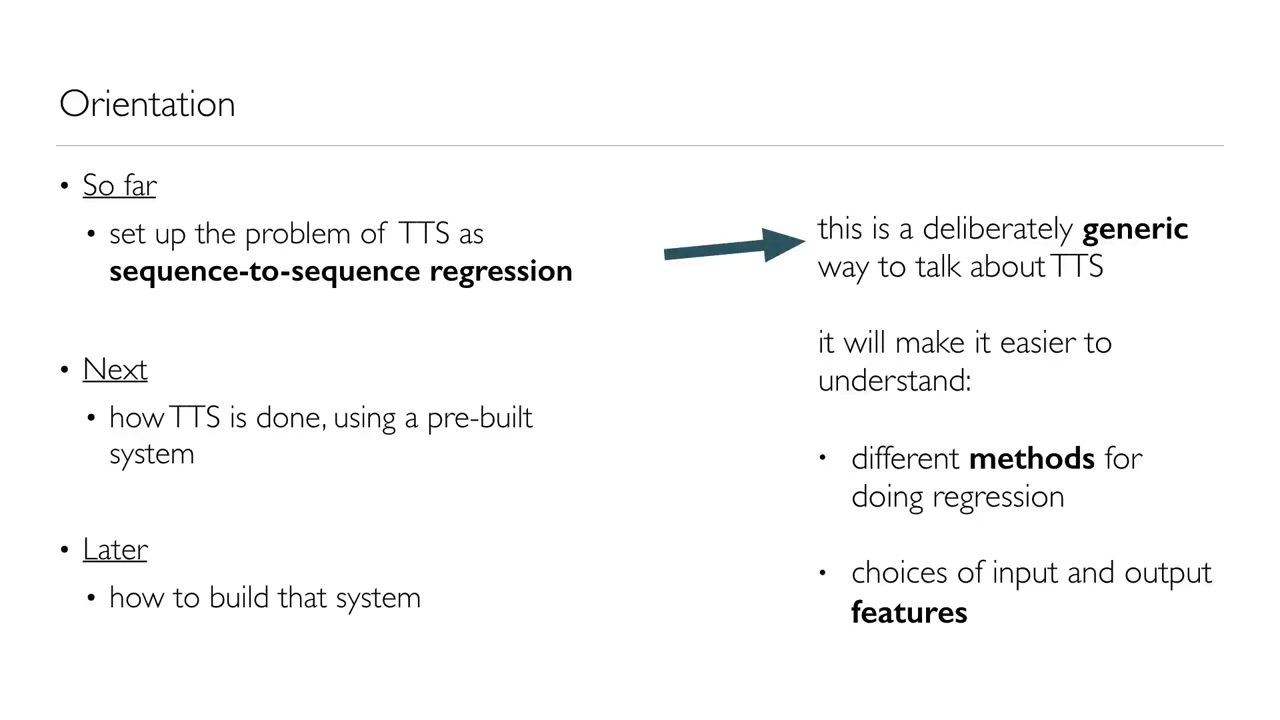 Orientation
• So far
• set up the problem of TTS as
sequence-to-sequence regression
• Next
• how TTS is done, using a pre-built
system
• Later
• how to build that system
this is a deliberately generic
way to talk about TTS
it will make it easier to
understand:
• different methods for
doing regression
• choices of input and output
features